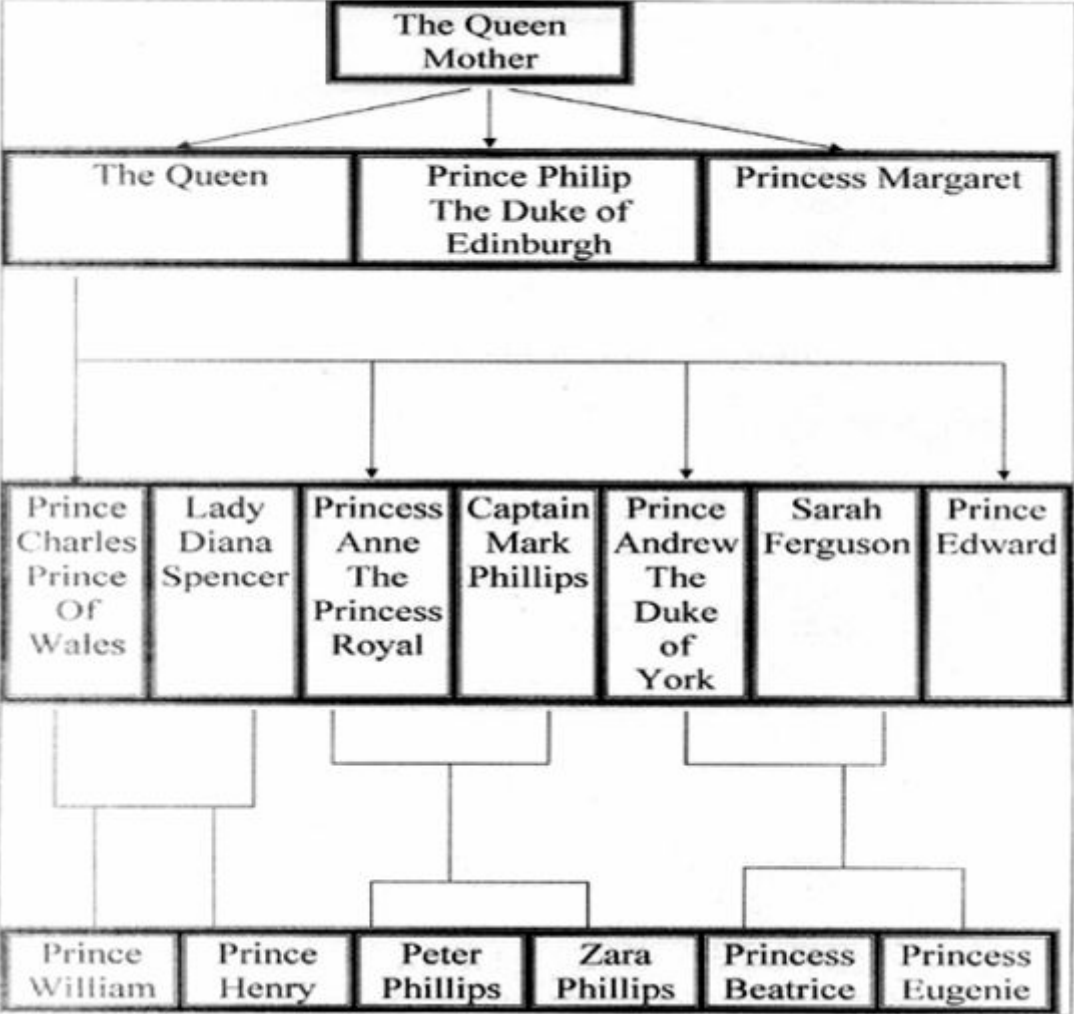 The Queen
Mother
The Queen
Prince Philip
The Duke of
Edinburgh
Princess Margaret
Prince
Charles
Prince
Of
Wales
Lady
Diana
Spencer
Princess
Anne
The
Princess
Royal
Captain
Mark
Phillips
Prince
Andrew
The
Duke
of
York
Sarah
Ferguson
Prince
Edward
Prince
William
Prince
Henry
Peter
Phillips
Zara
Phillips
Princess
Beatrice
Princess
Eugenie